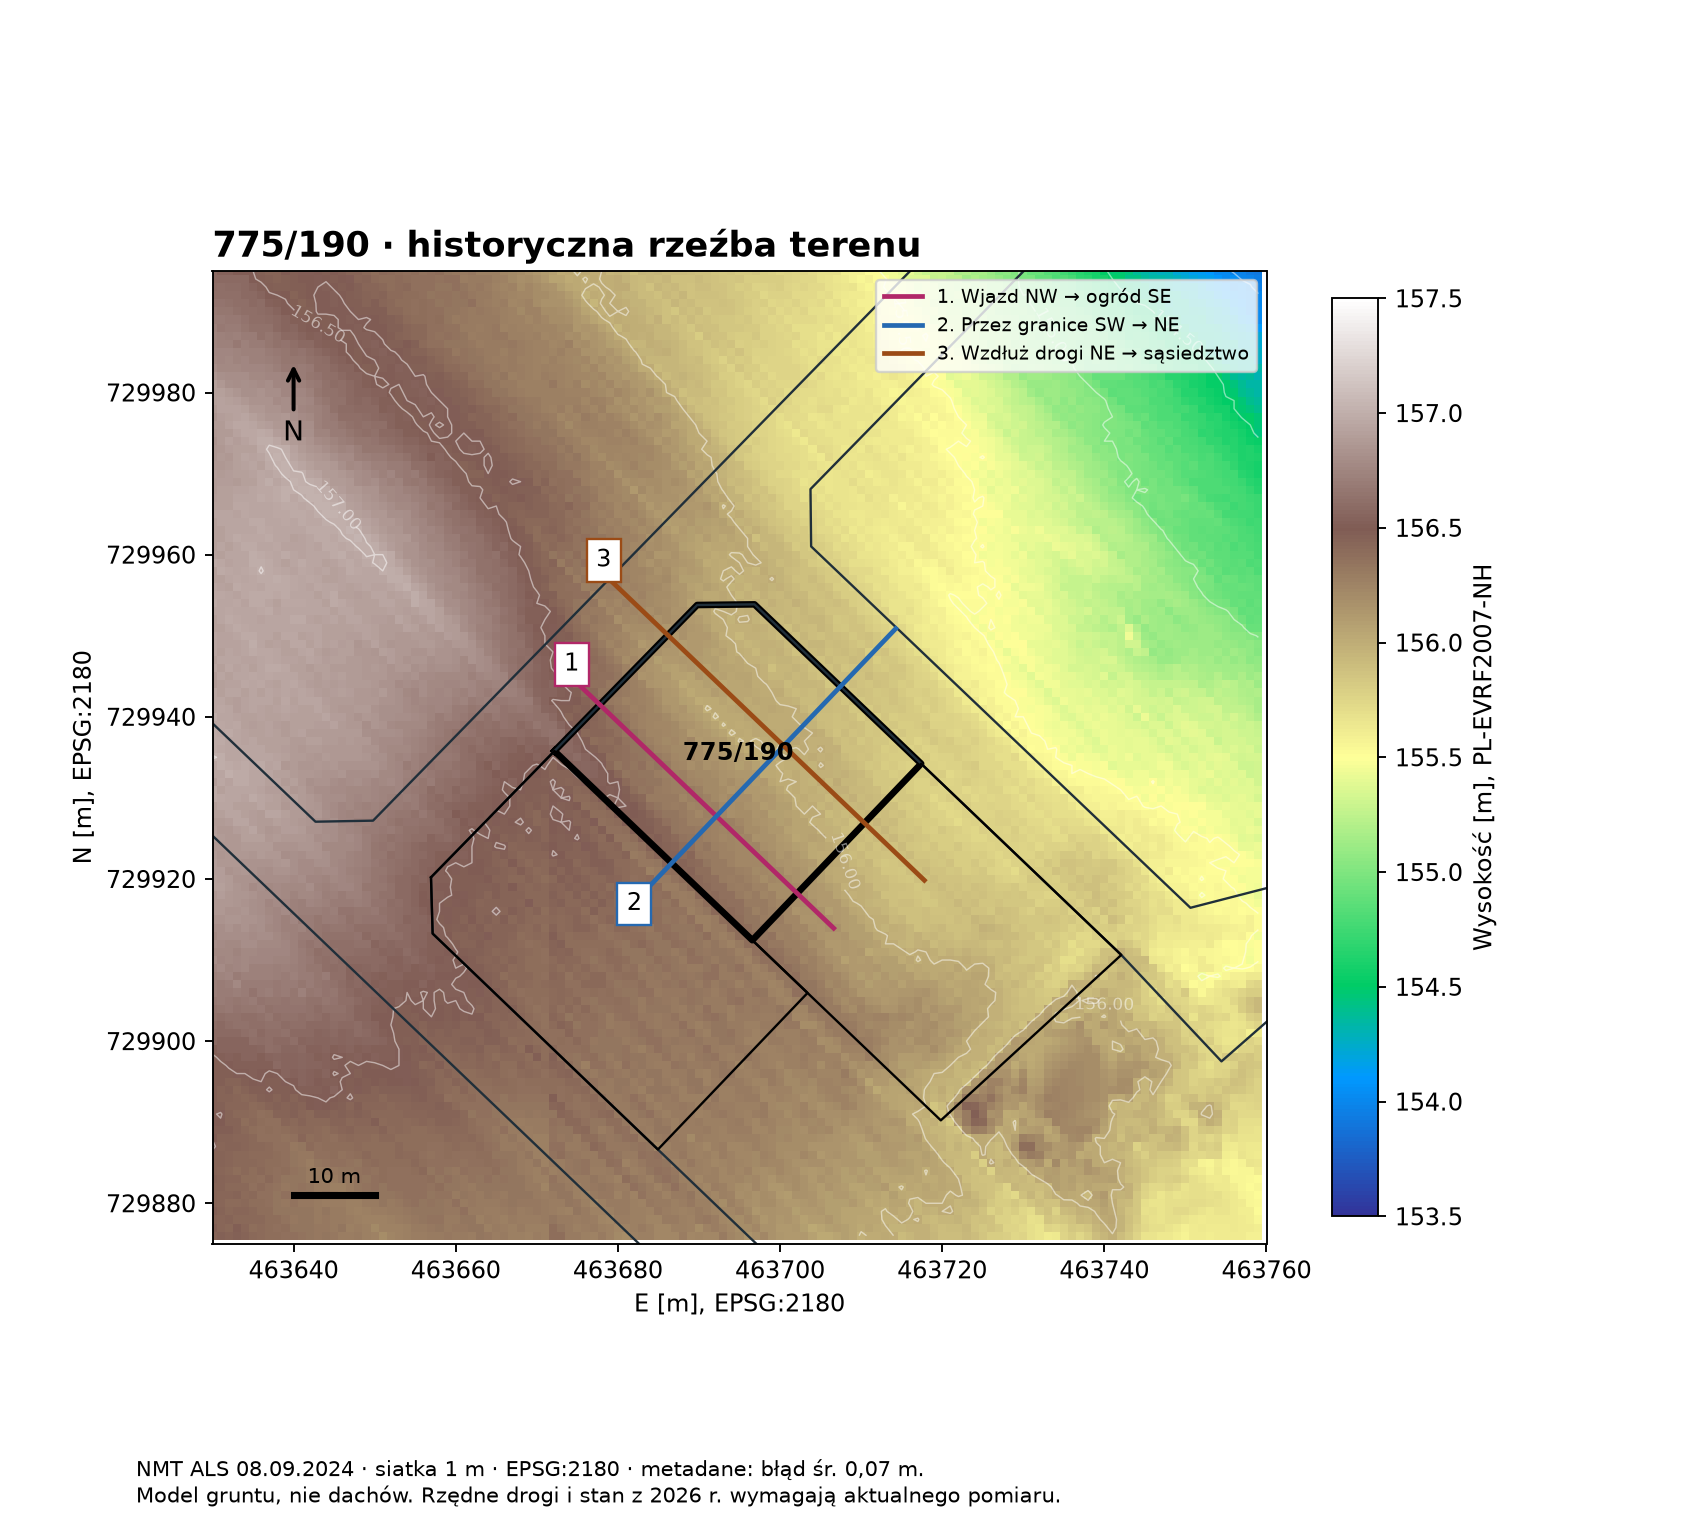 775/190 · historyczna rzeźba terenu
1. Wjazd NW → ogród SE
2. Przez granice SW → NE
3. Wzdłuż drogi NE → sąsiedztwo
156.50
N
157.00
3
1
775/190
2
156.00
156.00
10 m
729980
729960
729940
729920
729900
729880
N [m], EPSG:2180
463640
463660
463680
463700
463720
463740
463760
E [m], EPSG:2180
157.5
157.0
156.5
156.0
155.5
155.0
154.5
154.0
153.5
Wysokość [m], PL-EVRF2007-NH
NMT ALS 08.09.2024 · siatka 1 m · EPSG:2180 · metadane: błąd śr. 0,07 m.
Model gruntu, nie dachów. Rzędne drogi i stan z 2026 r. wymagają aktualnego pomiaru.